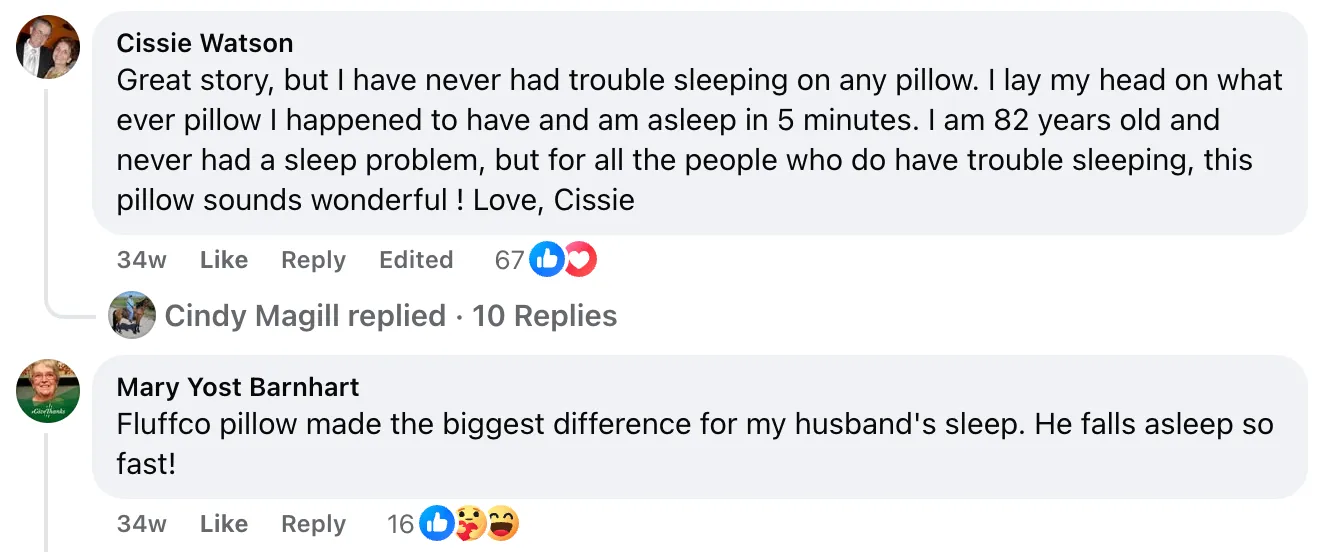 Cissie Watson
Great story, but I have never had trouble sleeping on any pillow. I lay my head on what
ever pillow I happened to have and am asleep in 5 minutes. I am 82 years old and
never had a sleep problem, but for all the people who do have trouble sleeping, this
pillow sounds wonderful ! Love, Cissie
34w Like Reply Edited 67
Cindy Magill replied · 10 Replies
Mary Yost Barnhart
Fluffco pillow made the biggest difference for my husband's sleep. He falls asleep so
fast!
34w Like Reply 16